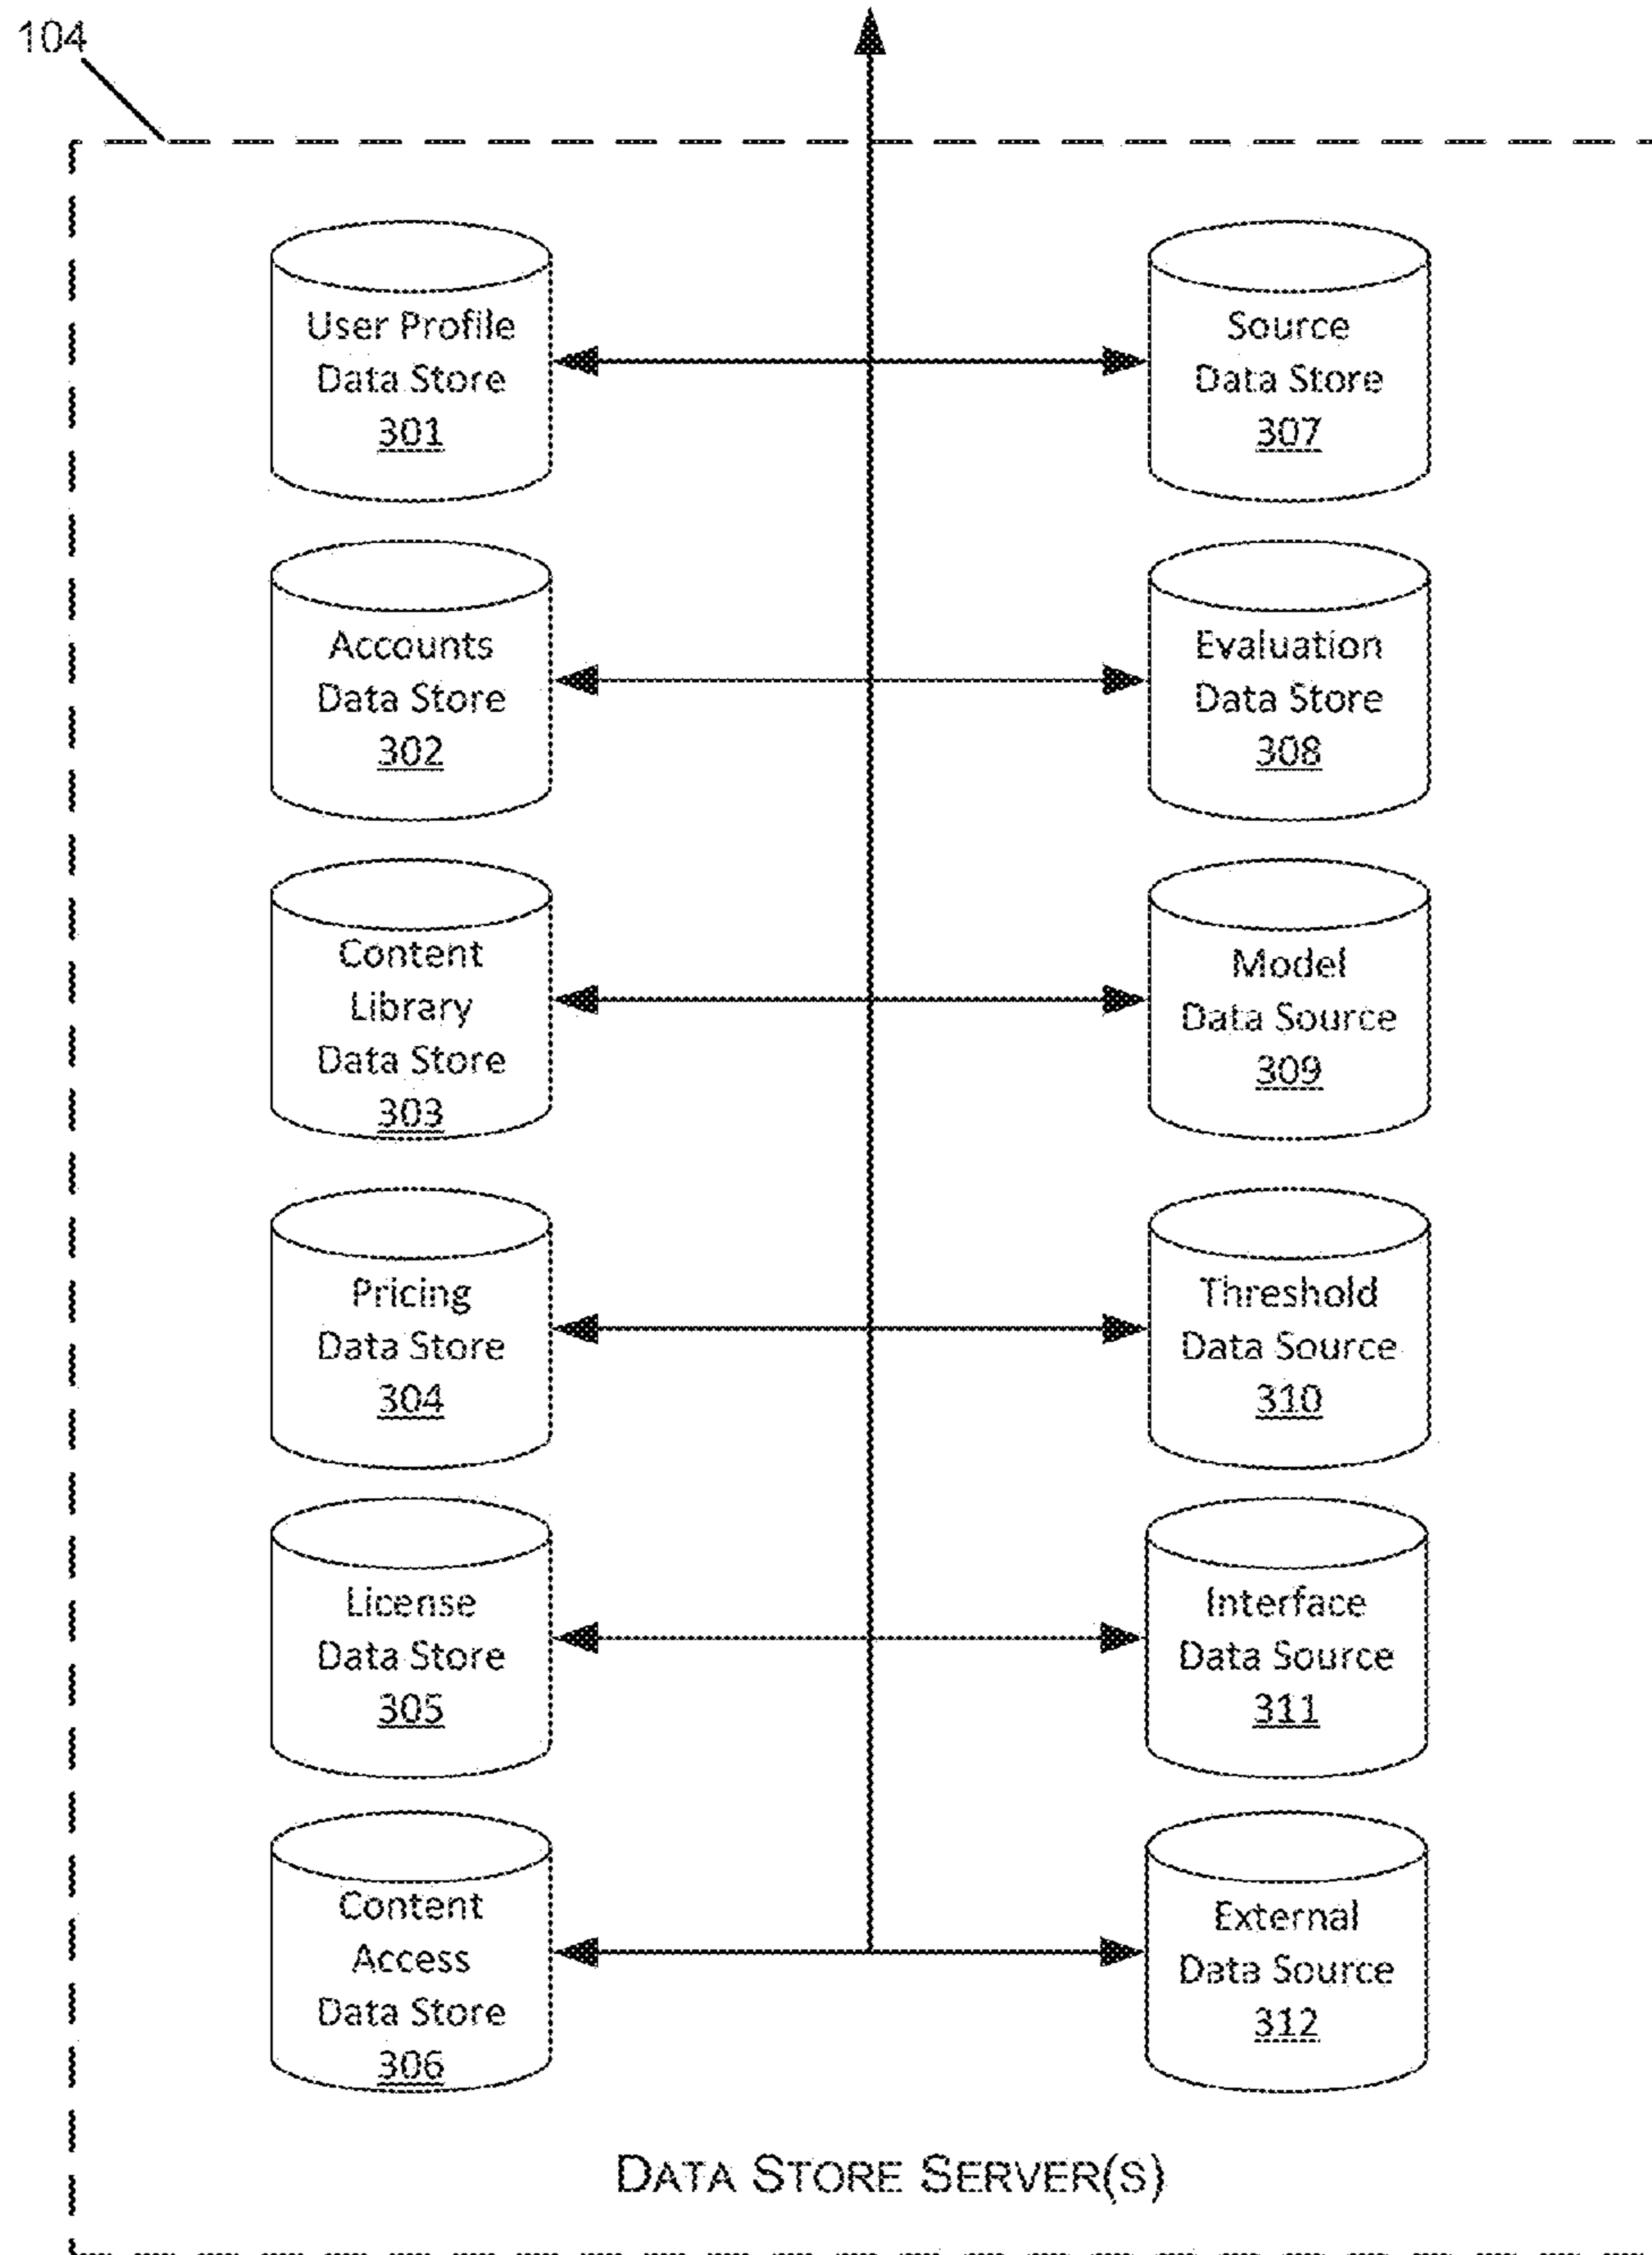 104
User Profile
Data Store
301
Source
Data Store
307
Accounts
Data Store
302
Evaluation
Data Store
308
Content
Library
Data Store
303
Model
Data Source
309
Pricing
Data Store
304
Threshold
Data Source
310
License
Data Store
305
Interface
Data Source
311
Content
Access
Data Store
306
External
Data Source
312
DATA STORE SERVER(S)